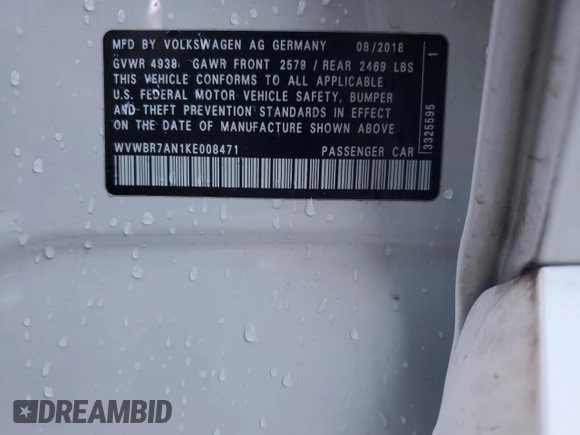 MFD BY VOLKSWAGEN AG GERMANY 08/2018
GVWR 4938 GAWR FRONT 2579 / REAR 2469 LBS
THIS VEHICLE CONFORMS TO ALL APPLICABLE
U.S. FEDERAL MOTOR VEHICLE SAFETY, BUMPER
AND THEFT PREVENTION STANDARDS IN EFFECT
ON DATE OF MANUFACTURE SHOWN ABOVE
WVWBR7AN1KE008471 PASSENGER CAR
3325595 1
DREAMBID